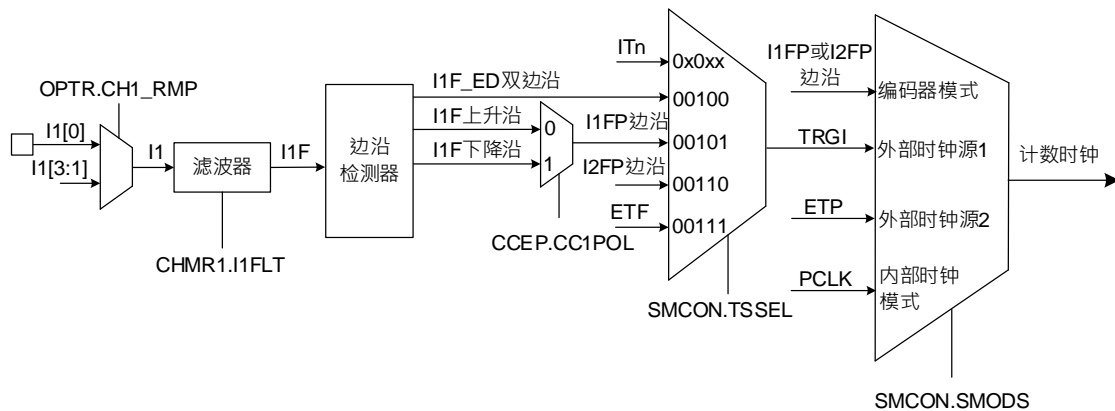 OPTR.CH1_RMP
I1[0]
I1[3:1]
I1
滤波器
CHMR1.I1FLT
I1F
边沿
检测器
I1F_ED双边沿
I1F上升沿
I1F下降沿
0
1
CCEP.CC1POL
ITn
I1FP边沿
I2FP边沿
ETF
0x0xx
00100
00101
00110
00111
SMCON.TSSEL
I1FP或I2FP
边沿
TRGI
ETP
PCLK
编码器模式
外部时钟源1
外部时钟源2
内部时钟
模式
SMCON.SMODS
计数时钟